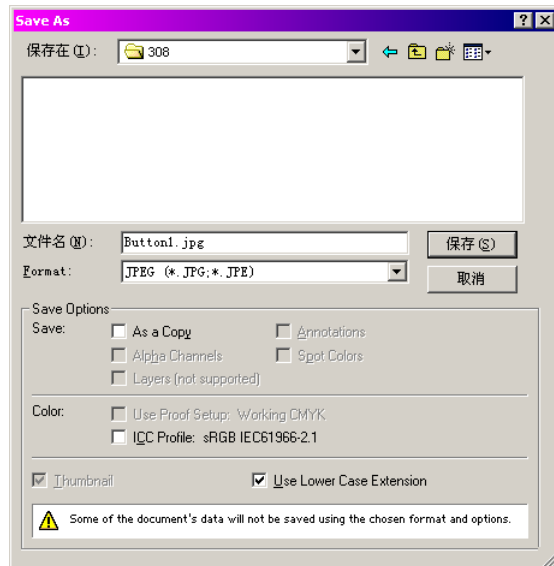 Save As
保存在(I): 308
文件名(N): Button1.jpg 保存(S)
Format: JPEG (*.JPG;*.JPE) 取消
Save Options
Save: As a Copy Annotations
Alpha Channels Spot Colors
Layers (not supported)
Color: Use Proof Setup: Working CMYK
ICC Profile: sRGB IEC61966-2.1
Thumbnail Use Lower Case Extension
Some of the document's data will not be saved using the chosen format and options.